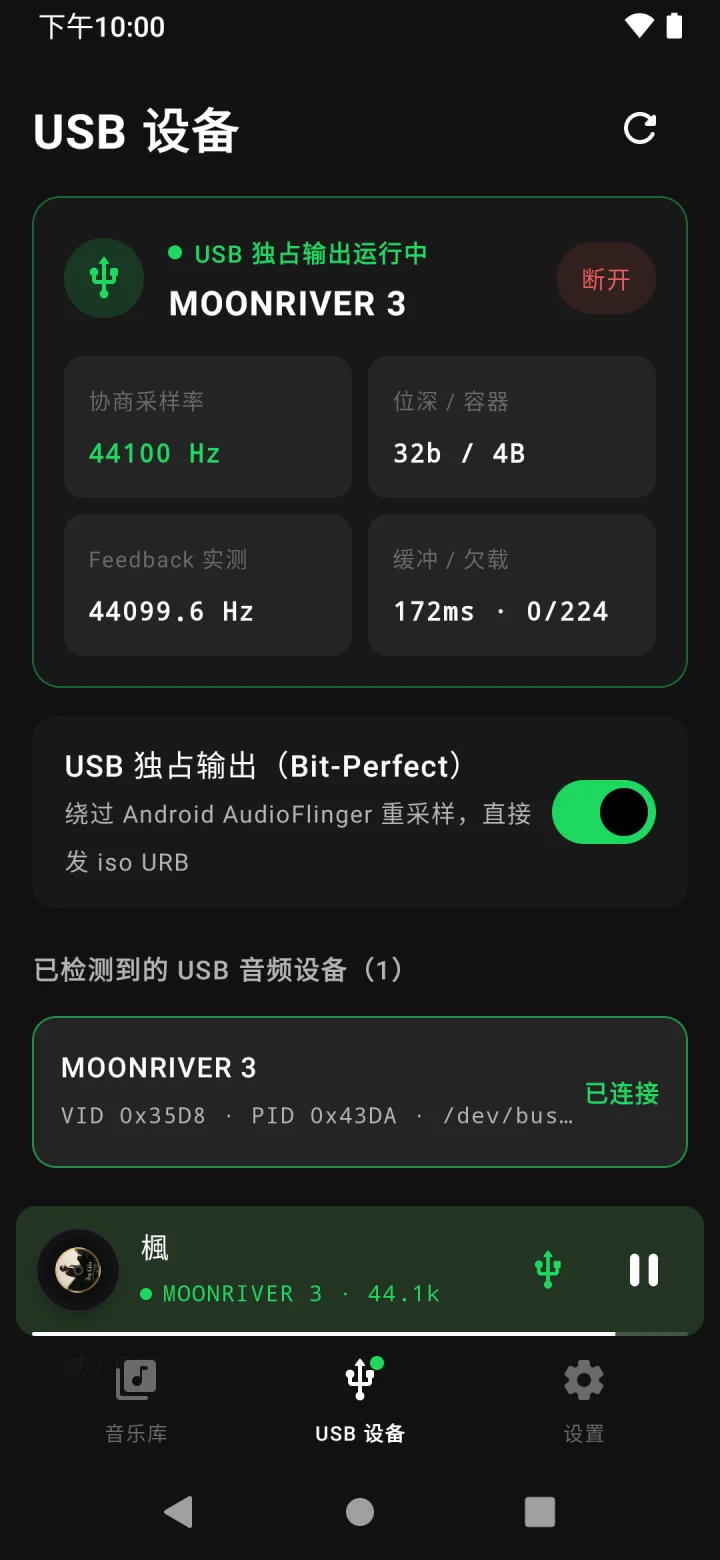 下午10:00
USB 设备
USB 独占输出运行中
MOONRIVER 3
断开
协商采样率
44100 Hz
位深 / 容器
32b / 4B
Feedback 实测
44099.6 Hz
缓冲 / 欠载
172ms · 0/224
USB 独占输出（Bit-Perfect）
绕过 Android AudioFlinger 重采样，直接
发 iso URB
已检测到的 USB 音频设备（1）
MOONRIVER 3
VID 0x35D8 · PID 0x43DA · /dev/bus…
已连接
楓
MOONRIVER 3 · 44.1k
音乐库
USB 设备
设置